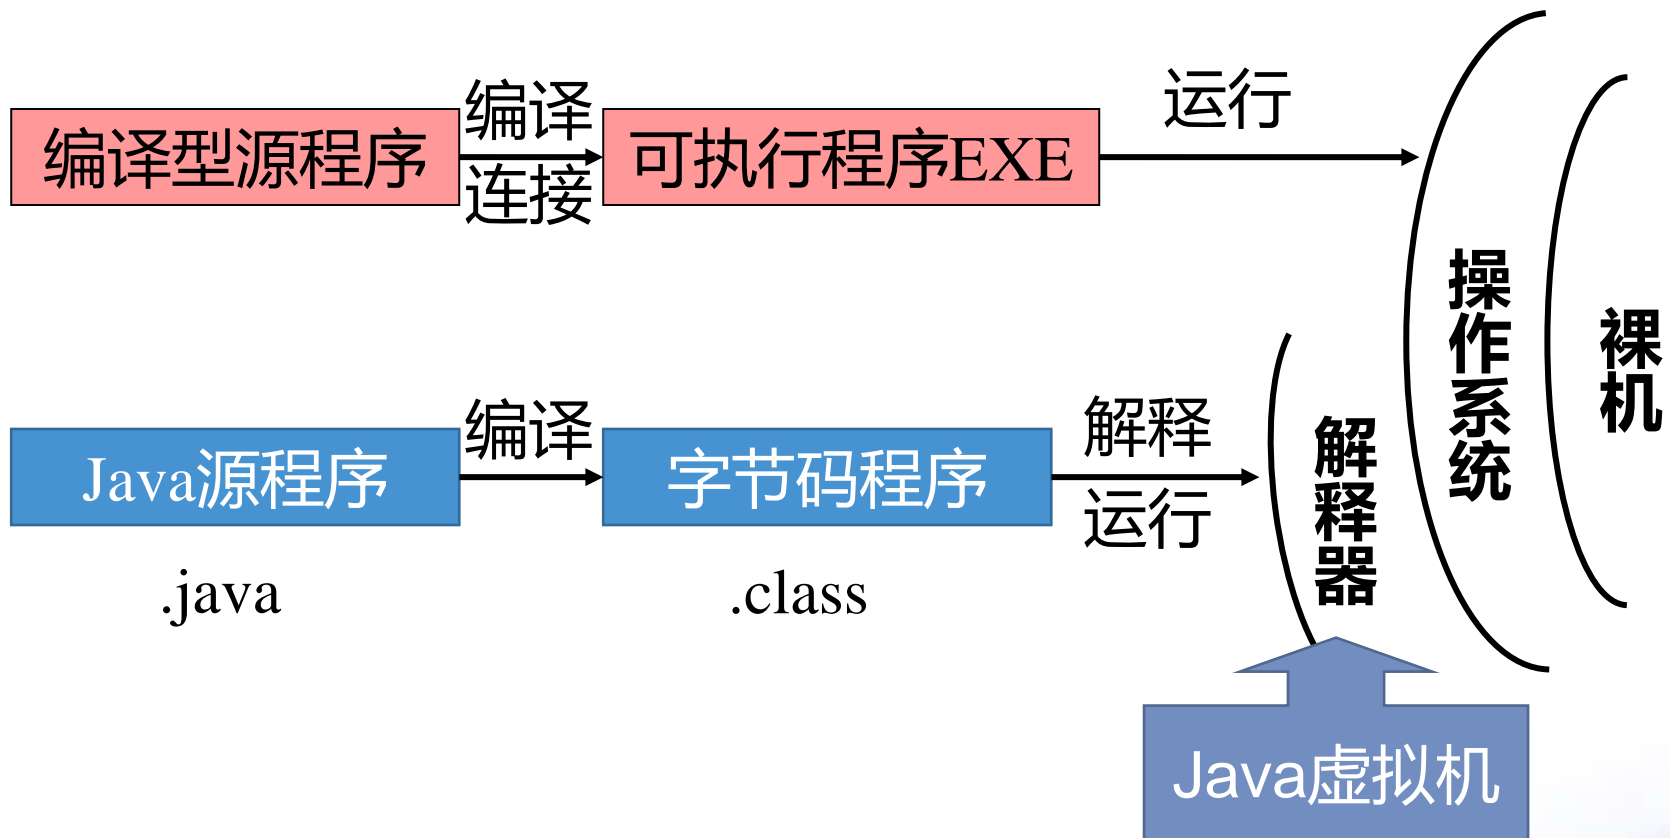 编译
运行
编译型源程序
可执行程序EXE
连接
操作系统
裸机
编译
解释
Java源程序
字节码程序
运行
解释器
.java
.class
Java虚拟机